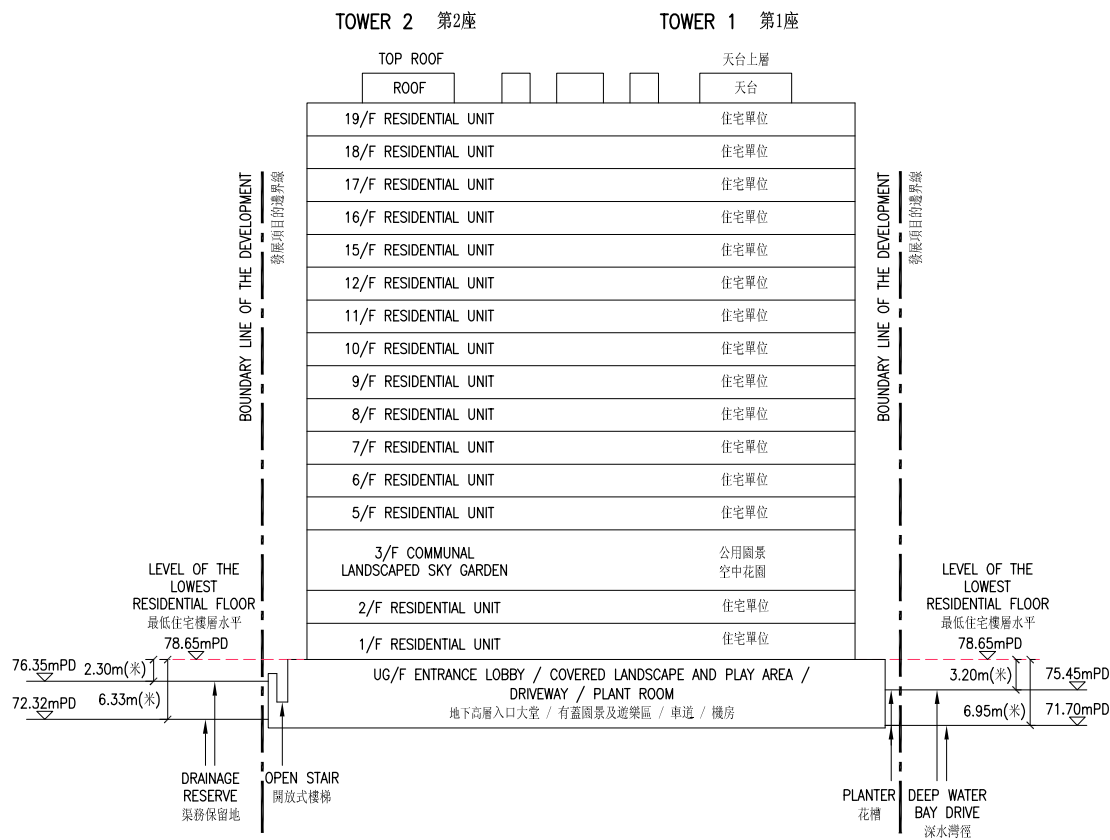 TOWER 2 第2座
TOWER 1 第1座
TOP ROOF
天台上層
ROOF
天台
19/F RESIDENTIAL UNIT 住宅單位
18/F RESIDENTIAL UNIT 住宅單位
17/F RESIDENTIAL UNIT 住宅單位
16/F RESIDENTIAL UNIT 住宅單位
15/F RESIDENTIAL UNIT 住宅單位
12/F RESIDENTIAL UNIT 住宅單位
11/F RESIDENTIAL UNIT 住宅單位
10/F RESIDENTIAL UNIT 住宅單位
9/F RESIDENTIAL UNIT 住宅單位
8/F RESIDENTIAL UNIT 住宅單位
7/F RESIDENTIAL UNIT 住宅單位
6/F RESIDENTIAL UNIT 住宅單位
5/F RESIDENTIAL UNIT 住宅單位
3/F COMMUNAL
LANDSCAPED SKY GARDEN
公用園景
空中花園
2/F RESIDENTIAL UNIT 住宅單位
1/F RESIDENTIAL UNIT 住宅單位
UG/F ENTRANCE LOBBY / COVERED LANDSCAPE AND PLAY AREA /
DRIVEWAY / PLANT ROOM
地下高層入口大堂 / 有蓋園景及遊樂區 / 車道 / 機房
BOUNDARY LINE OF THE DEVELOPMENT
發展項目的邊界線
BOUNDARY LINE OF THE DEVELOPMENT
發展項目的邊界線
LEVEL OF THE
LOWEST
RESIDENTIAL FLOOR
最低住宅樓層水平
78.65mPD
76.35mPD
2.30m(米)
72.32mPD
6.33m(米)
DRAINAGE
RESERVE
渠務保留地
OPEN STAIR
開放式樓梯
LEVEL OF THE
LOWEST
RESIDENTIAL FLOOR
最低住宅樓層水平
78.65mPD
3.20m(米)
75.45mPD
6.95m(米)
71.70mPD
PLANTER
花槽
DEEP WATER
BAY DRIVE
深水灣徑